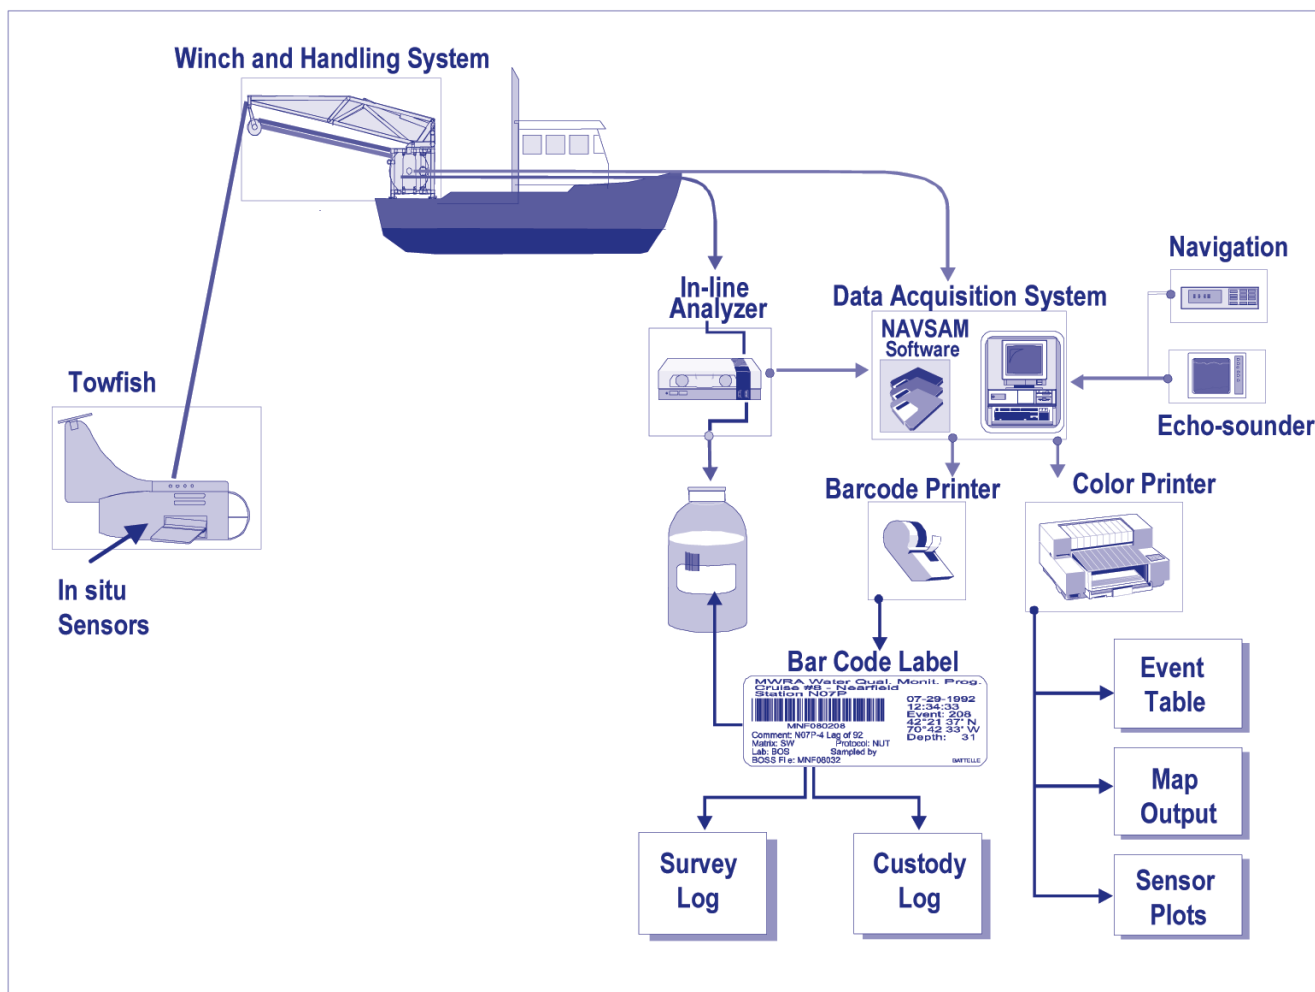 Winch and Handling System
Navigation
In-line
Analyzer
Data Acquisition System
NAVSAM
Software
Towfish
Echo-sounder
In situ
Sensors
Barcode Printer
Color Printer
Bar Code Label
MWRA Water Qual. Monit. Prog.
Cruise #8 - Nearfield
Station N07P
07-29-1992
12:34:33
Event: 208
42°21 37' N
70°42 33' W
Depth: 31
MNF080208
Comment: N07P-4 Leg of 92
Matrix: SW Protocol: NUT
Lab: BOS Sampled by
BOSS File: MNF08032
BATTELLE
Event
Table
Map
Output
Sensor
Plots
Survey
Log
Custody
Log